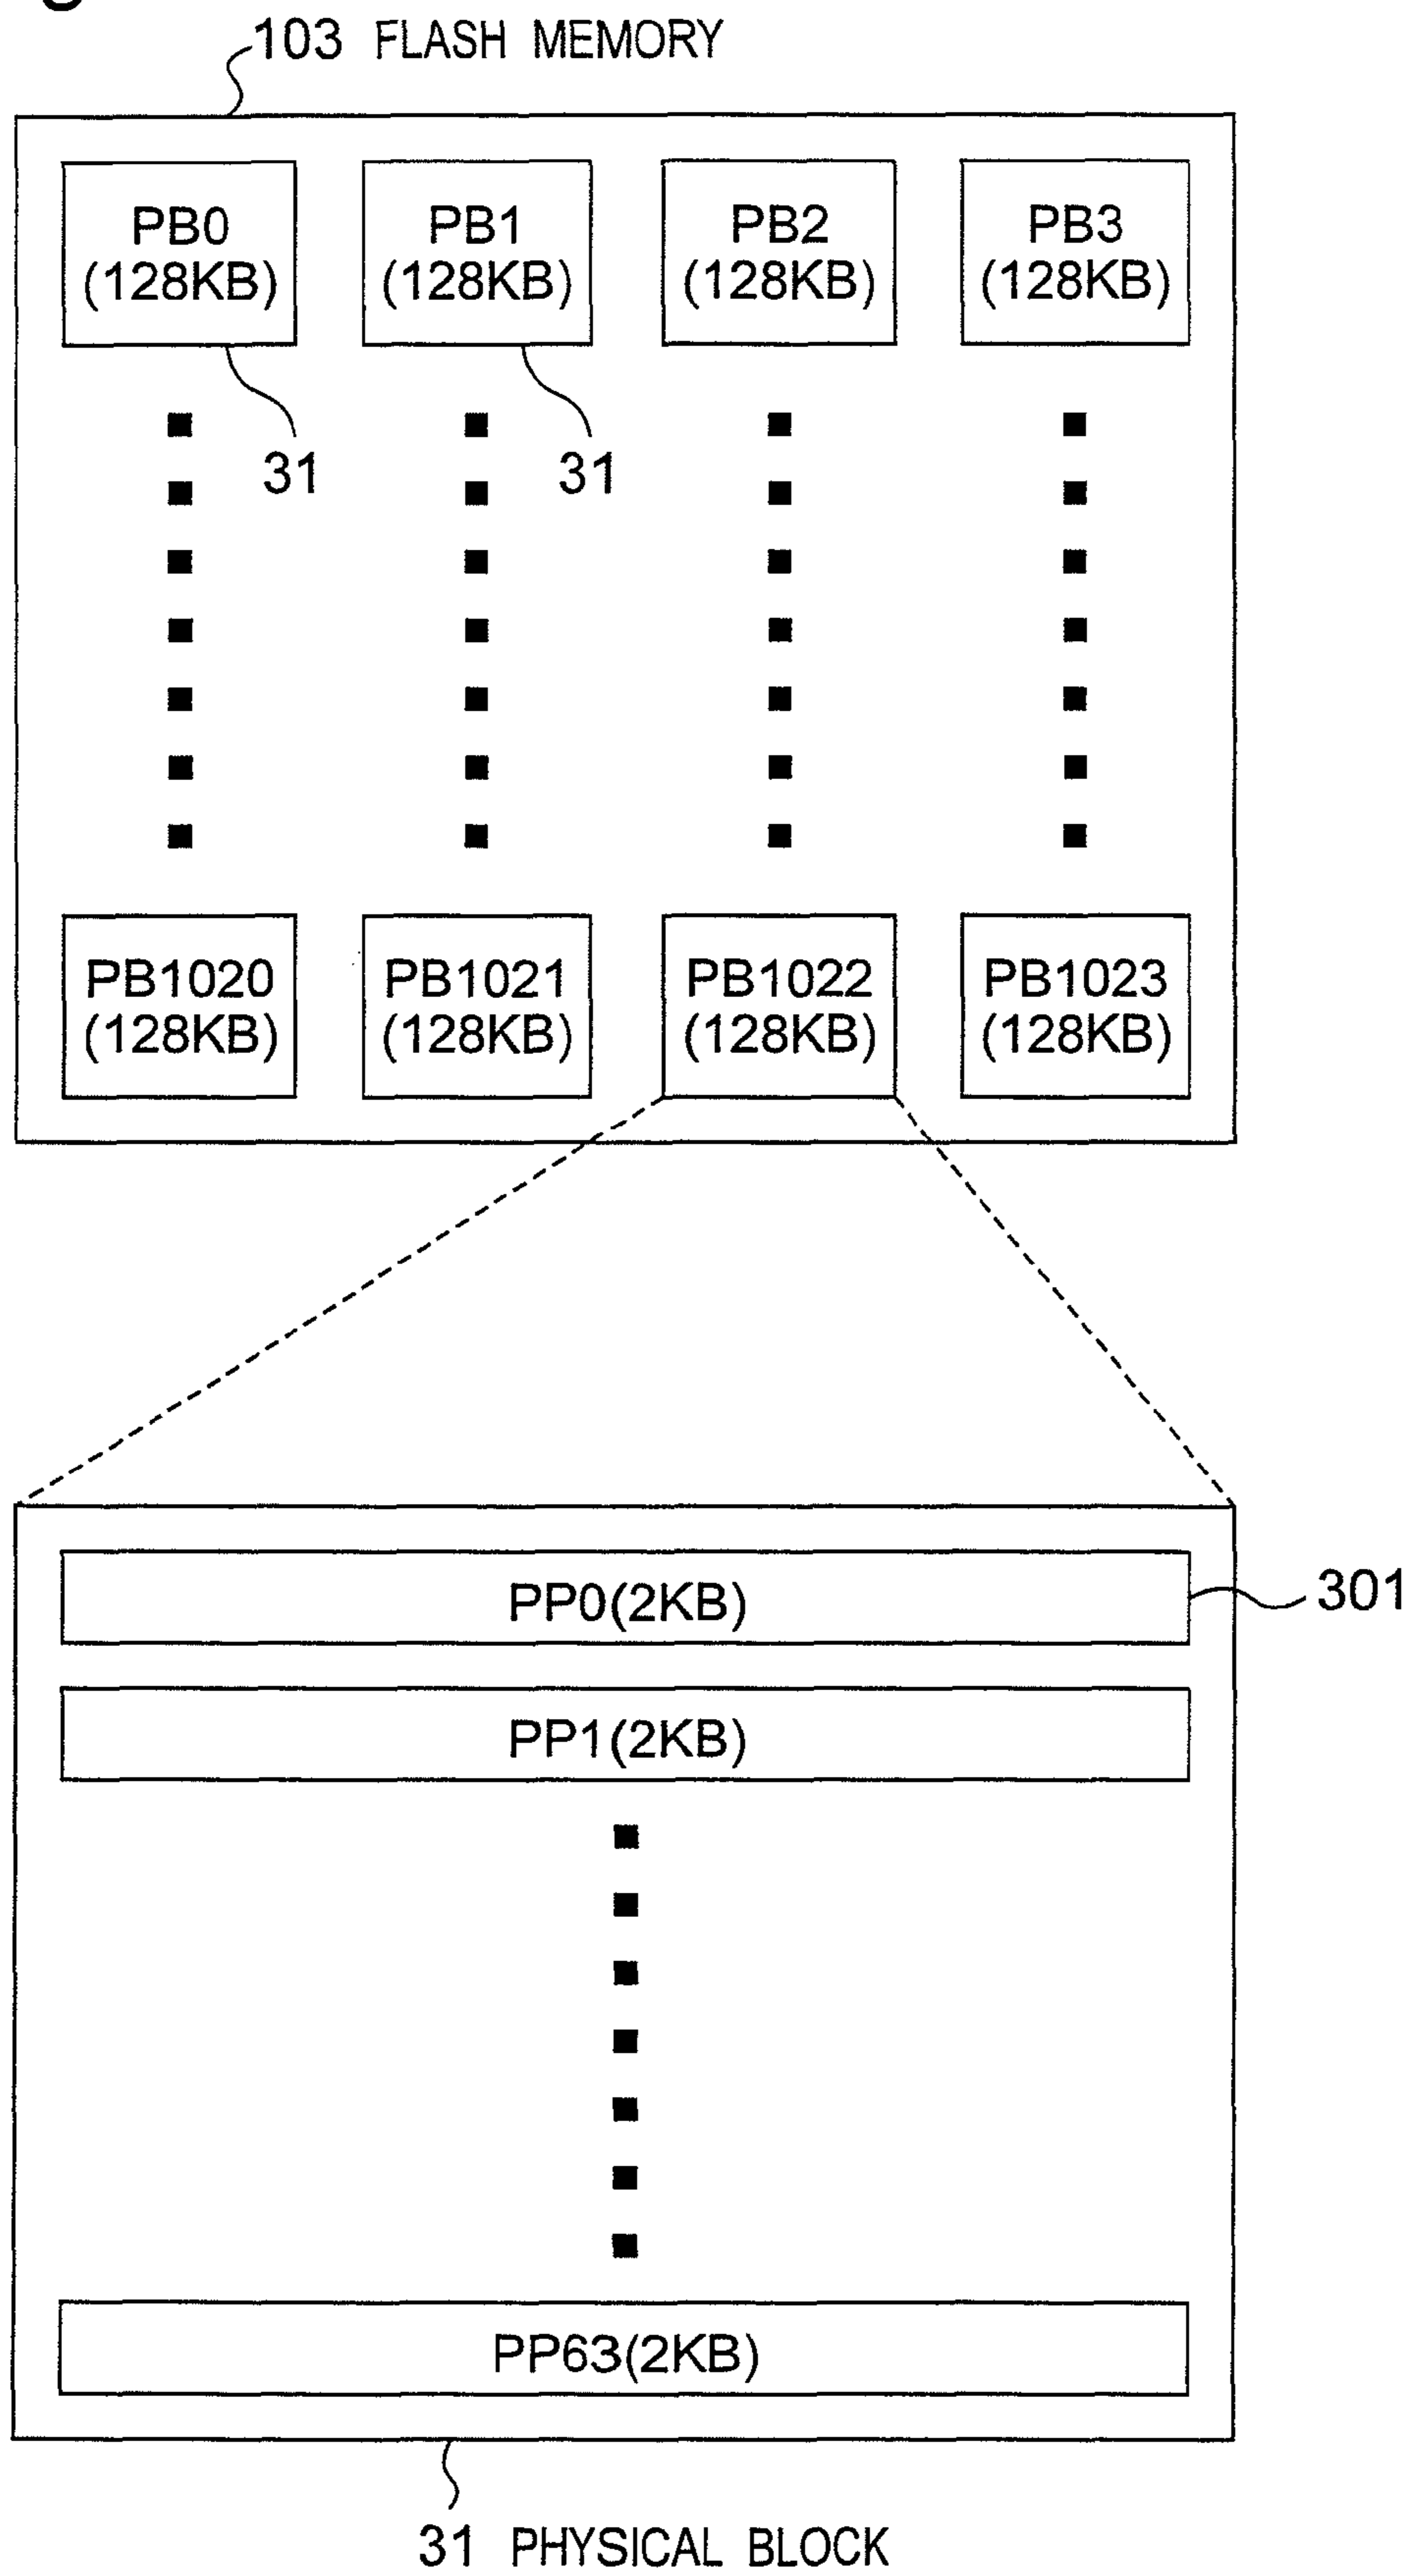 103 FLASH MEMORY
PB0 PB1 PB2 PB3
(128KB) (128KB) (128KB) (128KB)
31 31
PB1020 PB1021 PB1022 PB1023
(128KB) (128KB) (128KB) (128KB)
PP0(2KB)
301
PP1(2KB)
PP63(2KB)
31 PHYSICAL BLOCK